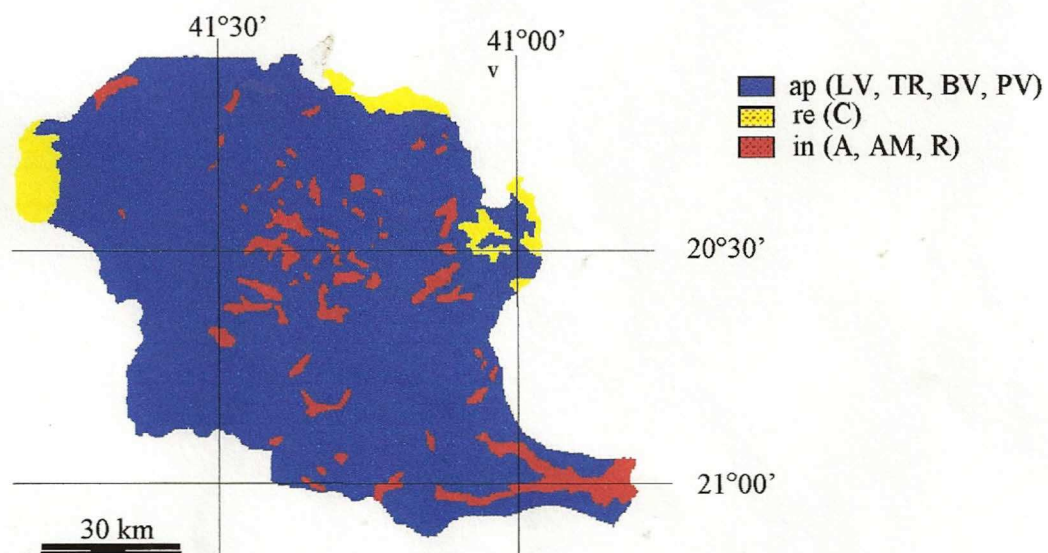 41°30’
41°00’
v
ap (LV, TR, BV, PV)
re (C)
in (A, AM, R)
20°30’
21°00’
30 km